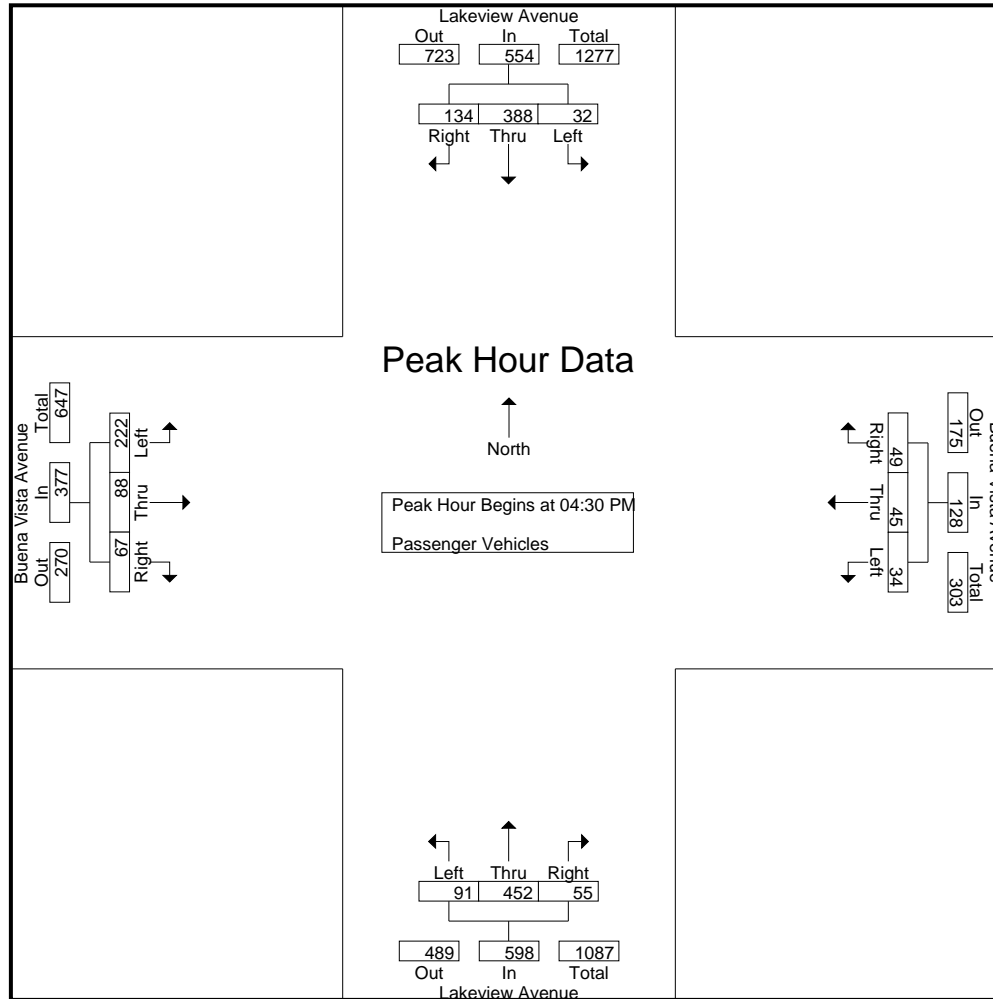 Lakeview Avenue
Out In Total
723 554 1277
134 388 32
Right Thru Left
Peak Hour Data
North
Peak Hour Begins at 04:30 PM
Passenger Vehicles
Buena Vista Avenue
Total In Out
647 377 270
222 88 67
Left Thru Right
Out In Total
175 128 303
49 45 34
Right Thru Left
Left Thru Right
91 452 55
489 598 1087
Out In Total
Lakeview Avenue